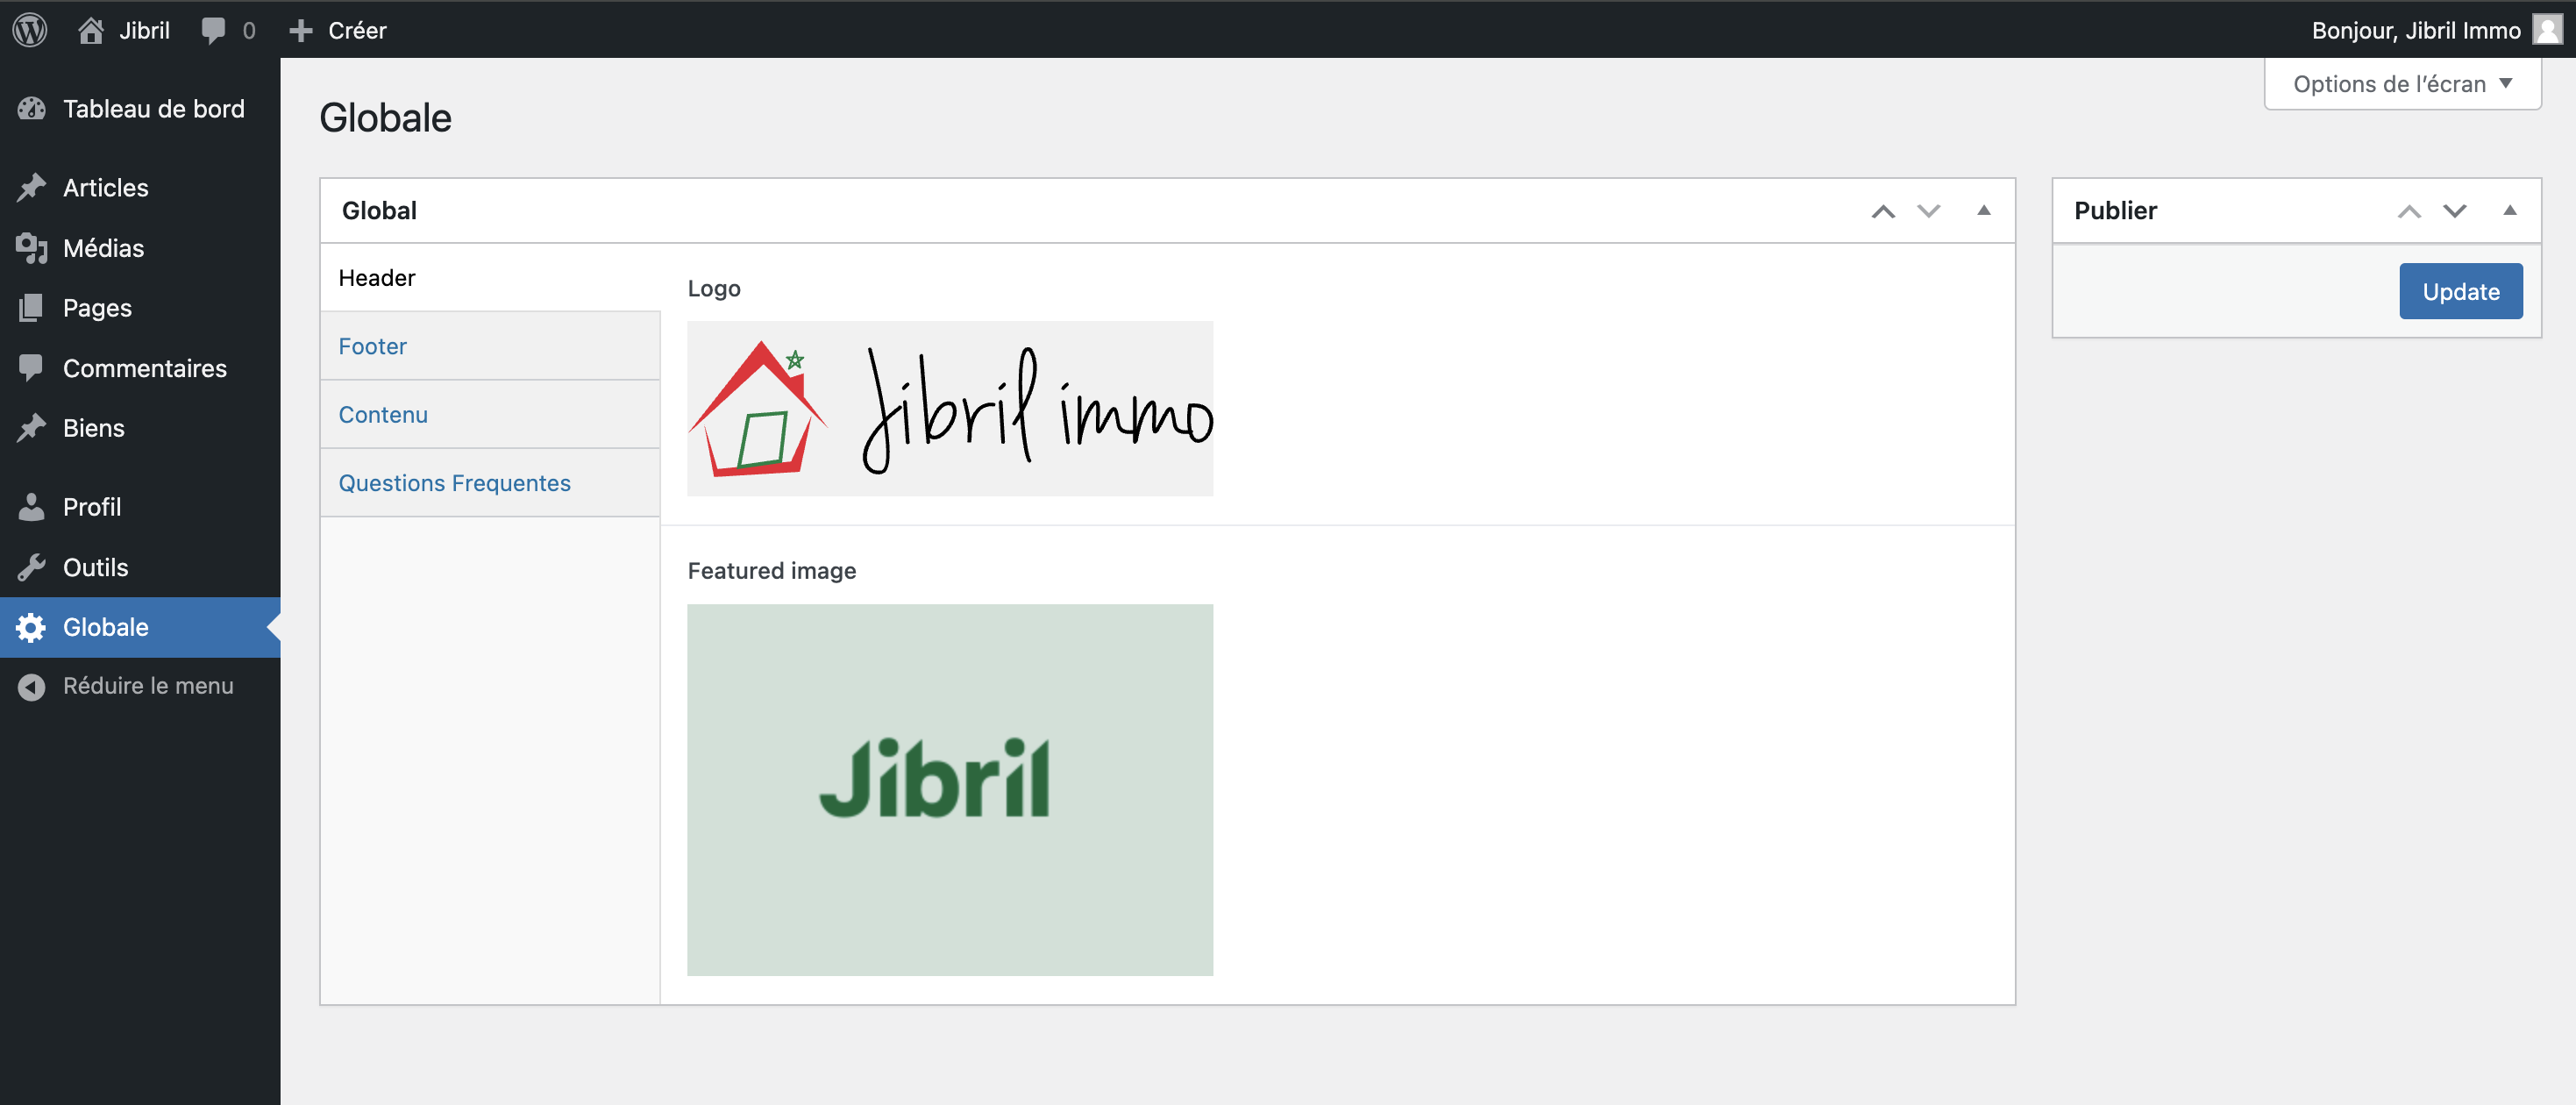 Jibril 0 Créer Bonjour, Jibril Immo
Options de l’écran
Tableau de bord
Articles
Médias
Pages
Commentaires
Biens
Profil
Outils
Globale
Réduire le menu
Globale
Global
Header
Footer
Contenu
Questions Frequentes
Logo
Jibril immo
Featured image
Jibril
Publier
Update